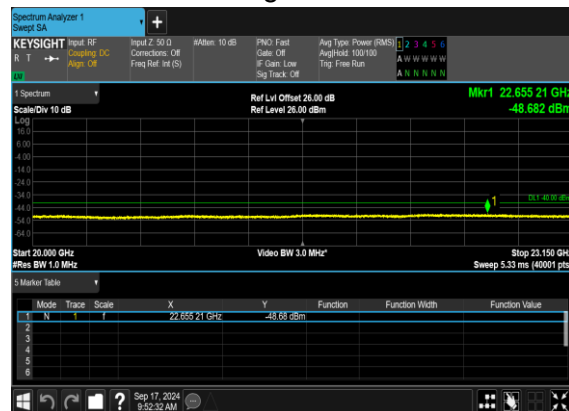 Spectrum Analyzer 1
Swept SA
+
KEYSIGHT Input: RF Input Z: 50 Ω #Atten: 10 dB PNO: Fast Avg Type: Power (RMS) 1 2 3 4 5 6
R T Coupling: DC Corrections: Off Gate: Off Avg|Hold: 100/100 A W W W W W
Align: Off Freq Ref: Int (S) IF Gain: Low Trig: Free Run
LW Sig Track: Off A N N N N N
1 Spectrum Ref Lvl Offset 26.00 dB Mkr1 22.655 21 GHz
Scale/Div 10 dB Ref Level 26.00 dBm -48.682 dBm
Log
16.0
6.00
-4.00
-14.0
-24.0
-34.0 1 DL1 -40.00 dBm
-44.0
-54.0
-64.0
Start 20.000 GHz Video BW 3.0 MHz* Stop 23.150 GHz
#Res BW 1.0 MHz Sweep 5.33 ms (40001 pts)
5 Marker Table
Mode Trace Scale X Y Function Function Width Function Value
1 N 1 f 22.655 21 GHz -48.68 dBm
2
3
4
5
6
? Sep 17, 2024
9:52:32 AM